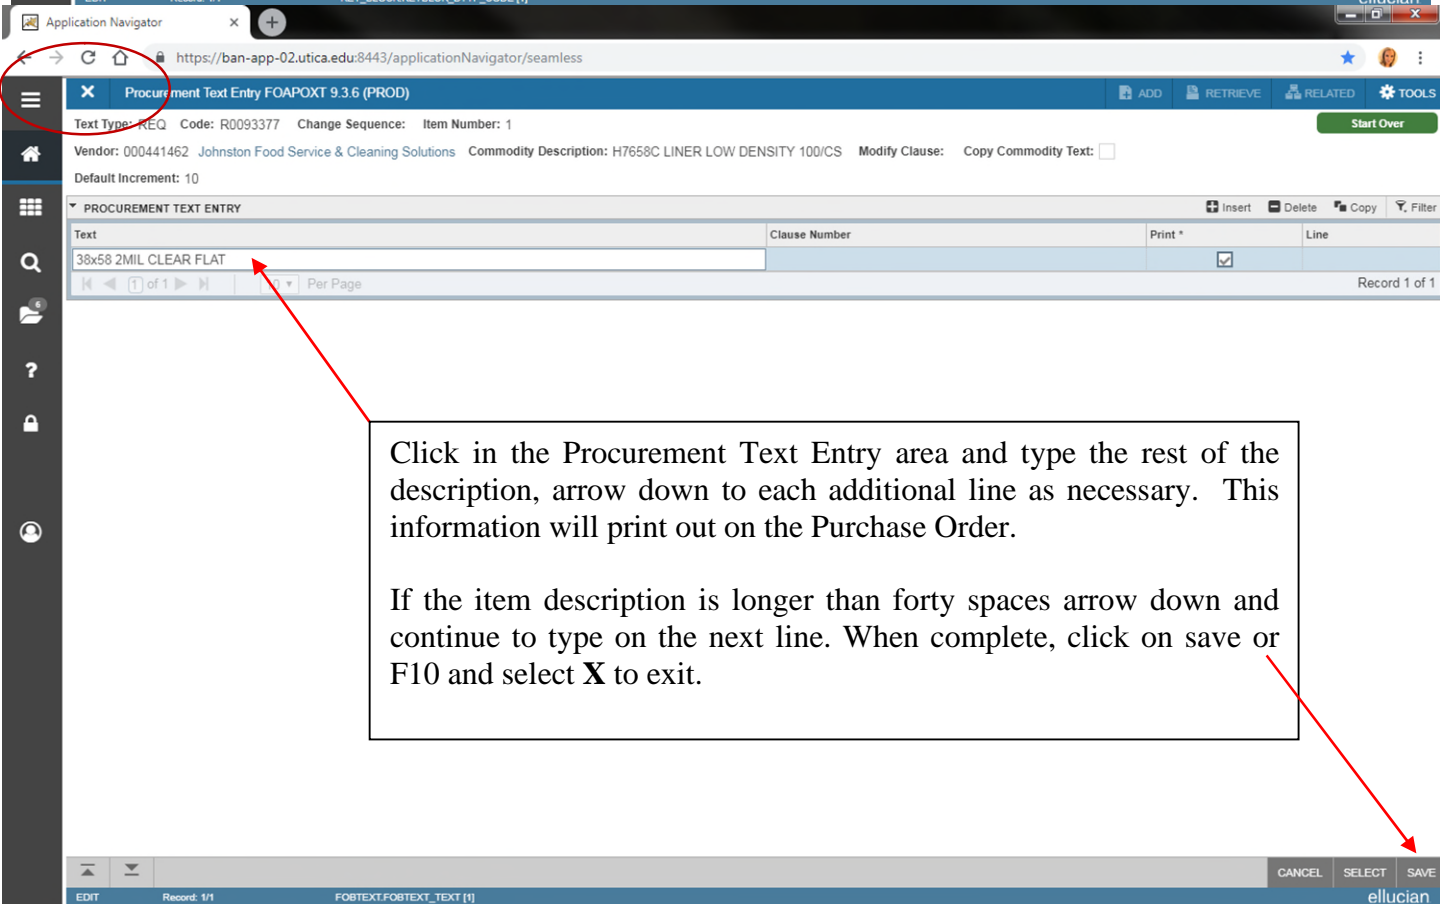 ellucian
Application Navigator
https://ban-app-02.utica.edu:8443/applicationNavigator/seamless
Procurement Text Entry FOAPOXT 9.3.6 (PROD) ADD RETRIEVE RELATED TOOLS
Text Type: REQ Code: R0093377 Change Sequence: Item Number: 1 Start Over
Vendor: 000441462 Johnston Food Service & Cleaning Solutions Commodity Description: H7658C LINER LOW DENSITY 100/CS Modify Clause: Copy Commodity Text:
Default Increment: 10
PROCUREMENT TEXT ENTRY Insert Delete Copy Filter
Text Clause Number Print * Line
38x58 2MIL CLEAR FLAT
1 of 1 Per Page Record 1 of 1
6
Click in the Procurement Text Entry area and type the rest of the
description, arrow down to each additional line as necessary. This
information will print out on the Purchase Order.
If the item description is longer than forty spaces arrow down and
continue to type on the next line. When complete, click on save or
F10 and select X to exit.
CANCEL SELECT SAVE
EDIT Record: 1/1 FOBTEXT.FOBTEXT_TEXT [1] ellucian